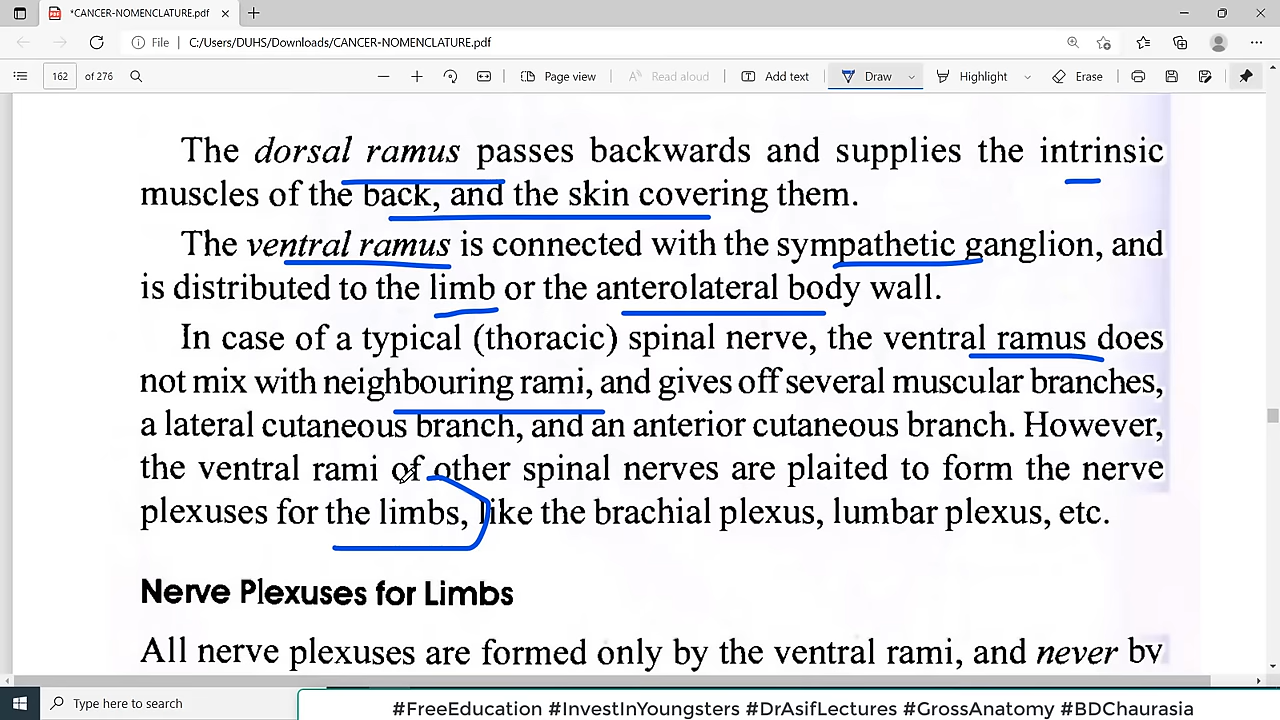 *CANCER-NOMENCLATURE.pdf
File C:/Users/DUHS/Downloads/CANCER-NOMENCLATURE.pdf
162 of 276 Page view Read aloud Add text Draw Highlight Erase
The dorsal ramus passes backwards and supplies the intrinsic
muscles of the back, and the skin covering them.
The ventral ramus is connected with the sympathetic ganglion, and
is distributed to the limb or the anterolateral body wall.
In case of a typical (thoracic) spinal nerve, the ventral ramus does
not mix with neighbouring rami, and gives off several muscular branches,
a lateral cutaneous branch, and an anterior cutaneous branch. However,
the ventral rami of other spinal nerves are plaited to form the nerve
plexuses for the limbs, like the brachial plexus, lumbar plexus, etc.
Nerve Plexuses for Limbs
All nerve plexuses are formed only by the ventral rami, and never by
Type here to search
#FreeEducation #InvestInYoungsters #DrAsifLectures #GrossAnatomy #BDChaurasia